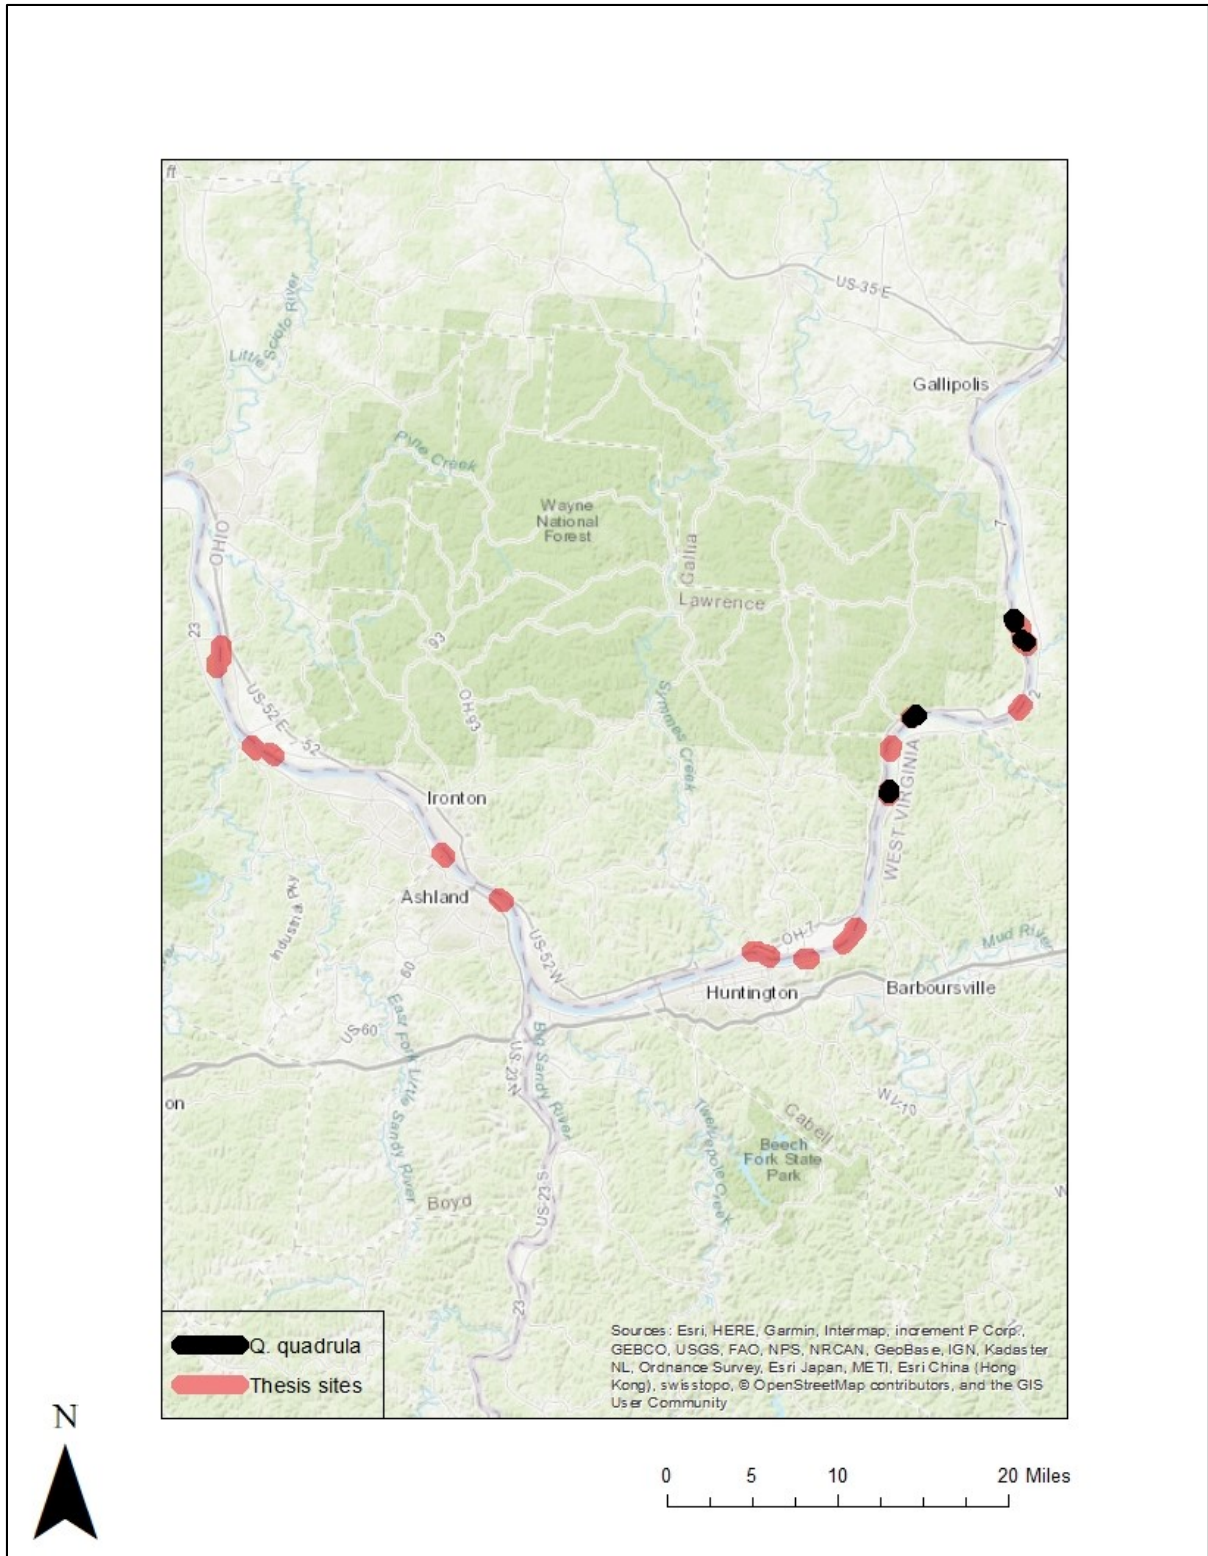 ft
US-35-E
Little Scioto River
Gallipolis
Pine Creek
Wayne
National
Forest
7
OHIO
Gallia
Lawrence
23
93
US-52-E
52
OH-93
Symmes Creek
2
WEST VIRGINIA
Ironton
Ashland
Industrial Pky
US-52-W
OH-7
Mud River
60
Huntington
Barboursville
US-60
East Fork Little Sandy River
US-23-N
Big Sandy River
on
WV-10
Twelvepole Creek
Cabell
Beech
Fork State
Park
W
Boyd
US-23-S
23
Q. quadrula
Thesis sites
Sources: Esri, HERE, Garmin, Intermap, increment P Corp.,
GEBCO, USGS, FAO, NPS, NRCAN, GeoBase, IGN, Kadaster
NL, Ordnance Survey, Esri Japan, METI, Esri China (Hong
Kong), swisstopo, © OpenStreetMap contributors, and the GIS
User Community
N
0 5 10 20 Miles